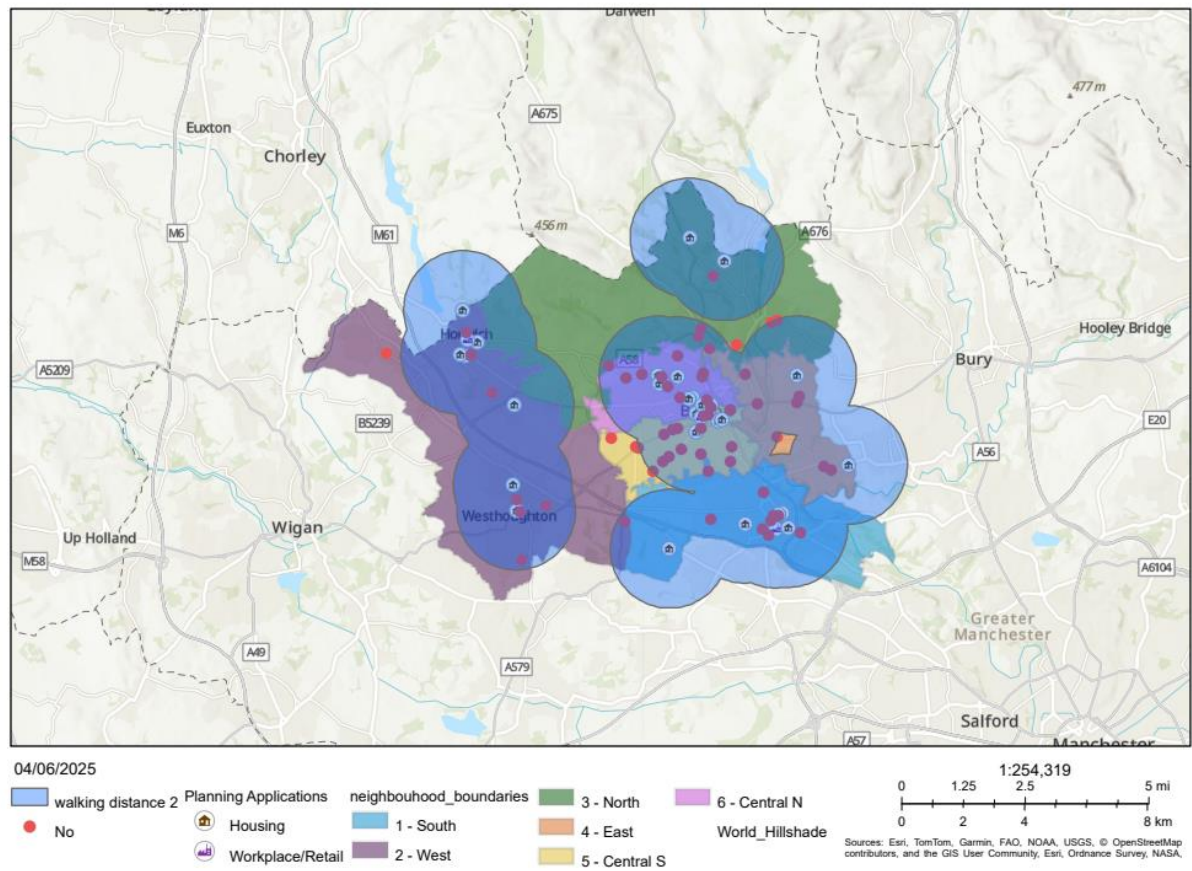 Darwen
477 m
A675
Euxton
Chorley
M6
M61
456 m
A676
Hooley Bridge
A58
Bury
A5209
B5239
E20
A56
Westhoughton
Wigan
Up Holland
M58
A6104
Greater
Manchester
A49
A579
Salford
A57
Manchester
04/06/2025
1:254,319
walking distance 2
No
Planning Applications
Housing
Workplace/Retail
neighbouhood_boundaries
1 - South
2 - West
3 - North
4 - East
5 - Central S
6 - Central N
World_Hillshade
0 1.25 2.5 5 mi
0 2 4 8 km
Sources: Esri, TomTom, Garmin, FAO, NOAA, USGS, © OpenStreetMap
contributors, and the GIS User Community, Esri, Ordnance Survey, NASA,